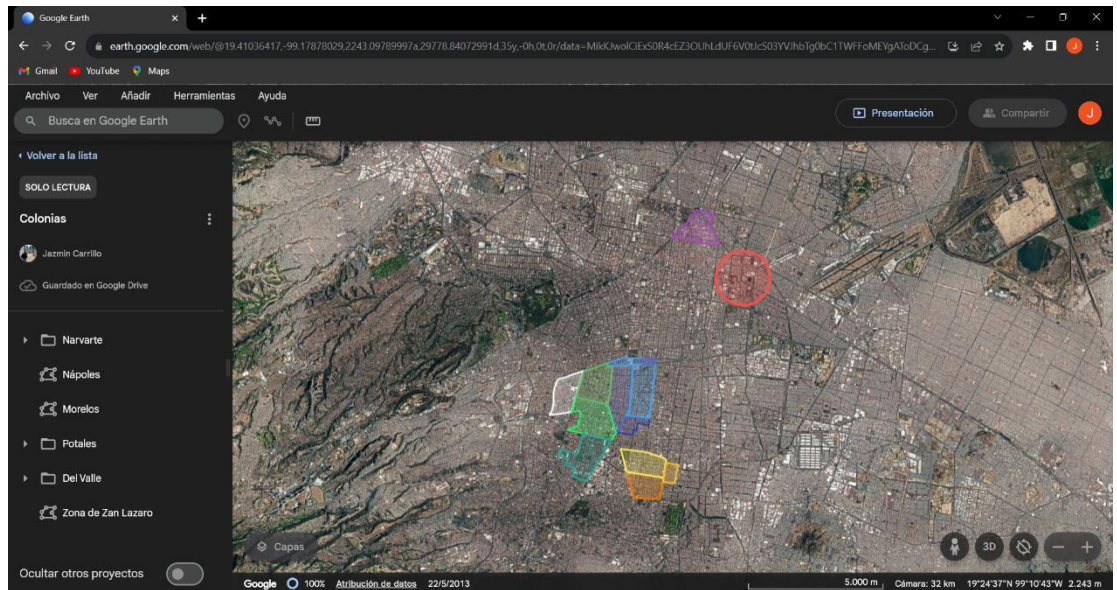 Google Earth
earth.google.com/web/@19.41036417,-99.17878029,2243.09789997a,29778.84072991d,35y,-0h,0t,0r/data=
Gmail YouTube Maps
Archivo Ver Añadir Herramientas Ayuda
Busca en Google Earth
Presentación
Compartir
J
Volver a la lista
SOLO LECTURA
Colonias
Jazmin Carrillo
Guardado en Google Drive
Narvarte
Nápoles
Morelos
Potales
Del Valle
Zona de Zan Lazaro
Ocultar otros proyectos
Capas
3D
Google 100% Atribución de datos 22/5/2013 5.000 m Cámara: 32 km 19°24'37"N 99°10'43"W 2.243 m